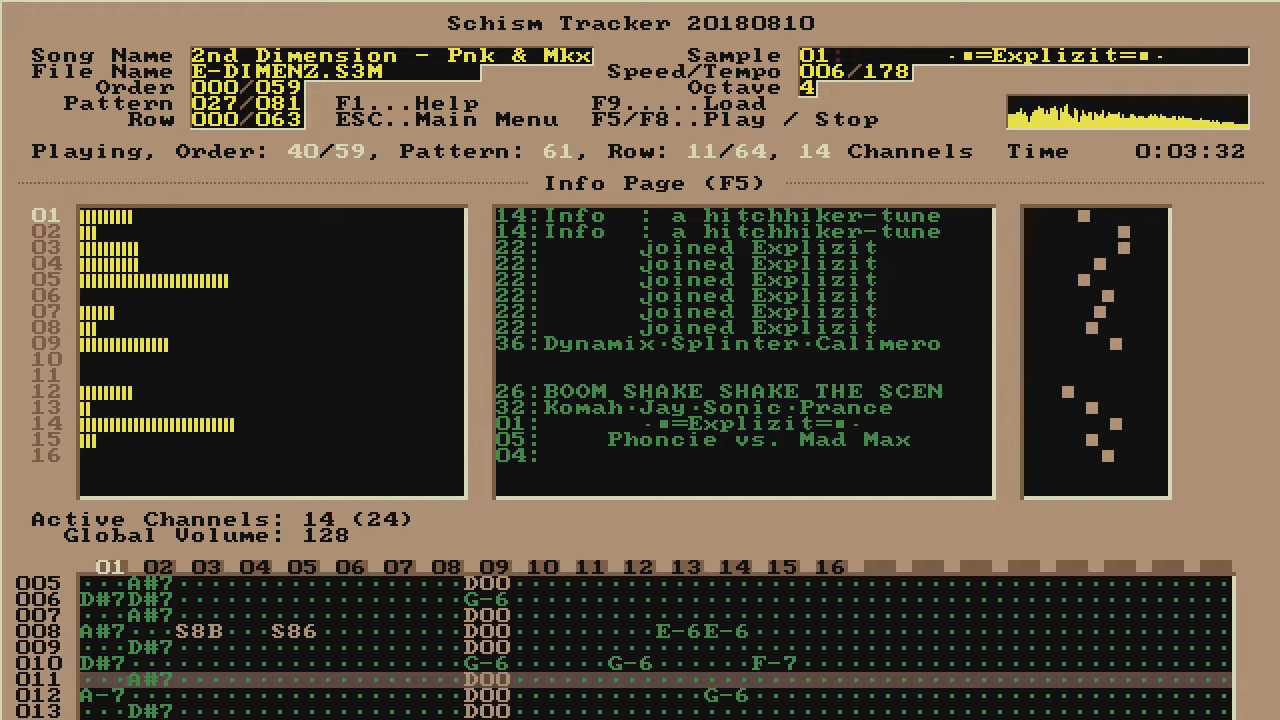 Schism Tracker 20180810
Song Name 2nd Dimension - Pnk & Mkx Sample 01: -▪=Explizit=▪-
File Name E-DIMENZ.S3M Speed/Tempo 006/178
Order 000/059 Octave 4
Pattern 027/081 F1...Help F9.....Load
Row 000/063 ESC..Main Menu F5/F8..Play / Stop
Playing, Order: 40/59, Pattern: 61, Row: 11/64, 14 Channels Time 0:03:32
Info Page (F5)
01 14:Info : a hitchhiker-tune
02 14:Info : a hitchhiker-tune
03 22: joined Explizit
04 22: joined Explizit
05 22: joined Explizit
06 22: joined Explizit
07 22: joined Explizit
08 22: joined Explizit
09 36:Dynamix·Splinter·Calimero
10
11
12 26:BOOM SHAKE SHAKE THE SCEN
13 32:Komah·Jay·Sonic·Prance
14 01: -▪=Explizit=▪-
15 05: Phoncie vs. Mad Max
16 04:
Active Channels: 14 (24)
Global Volume: 128
01 02 03 04 05 06 07 08 09 10 11 12 13 14 15 16
005 ···A#7 D00
006 D#7D#7 G-6
007 ···A#7 D00
008 A#7···S8B···S86 D00 E-6E-6
009 ···D#7 D00
010 D#7 G-6 G-6 F-7
011 ···A#7 D00
012 A-7 D00 G-6
013 ···D#7 D00